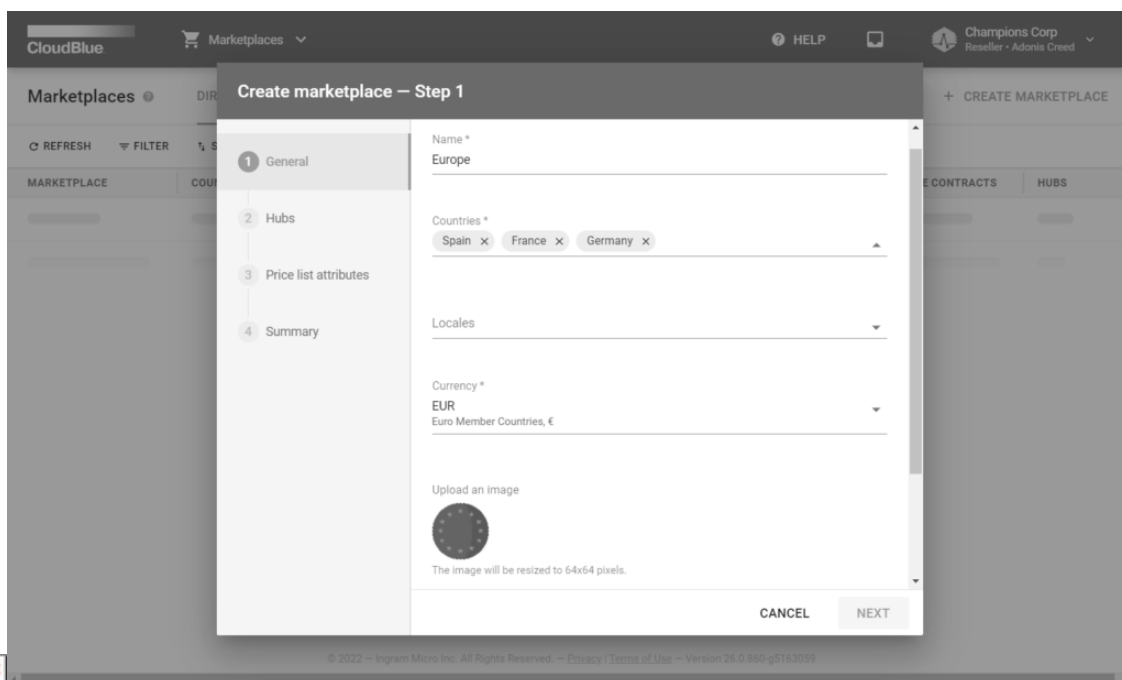 CloudBlue
Marketplaces
HELP
Champions Corp
Reseller • Adonis Creed
Marketplaces
DIR
+ CREATE MARKETPLACE
REFRESH
FILTER
S
MARKETPLACE
COU
E CONTRACTS
HUBS
Create marketplace — Step 1
1 General
2 Hubs
3 Price list attributes
4 Summary
Name *
Europe
Countries *
Spain × France × Germany ×
Locales
Currency *
EUR
Euro Member Countries, €
Upload an image
The image will be resized to 64x64 pixels.
CANCEL
NEXT
© 2022 — Ingram Micro Inc. All Rights Reserved. — Privacy | Terms of Use — Version 26.0.860-g5163059